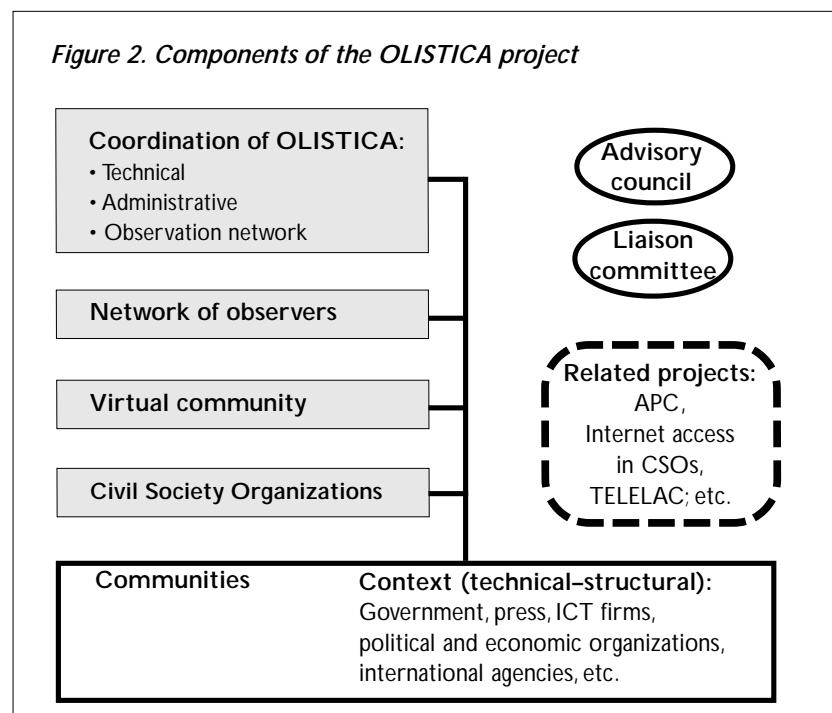 Figure 2. Components of the OLISTICA project
Coordination of OLISTICA:
• Technical
• Administrative
• Observation network
Network of observers
Virtual community
Civil Society Organizations
Advisory
council
Liaison
committee
Related projects:
APC,
Internet access
in CSOs,
TELELAC; etc.
Communities
Context (technical–structural):
Government, press, ICT firms,
political and economic organizations,
international agencies, etc.